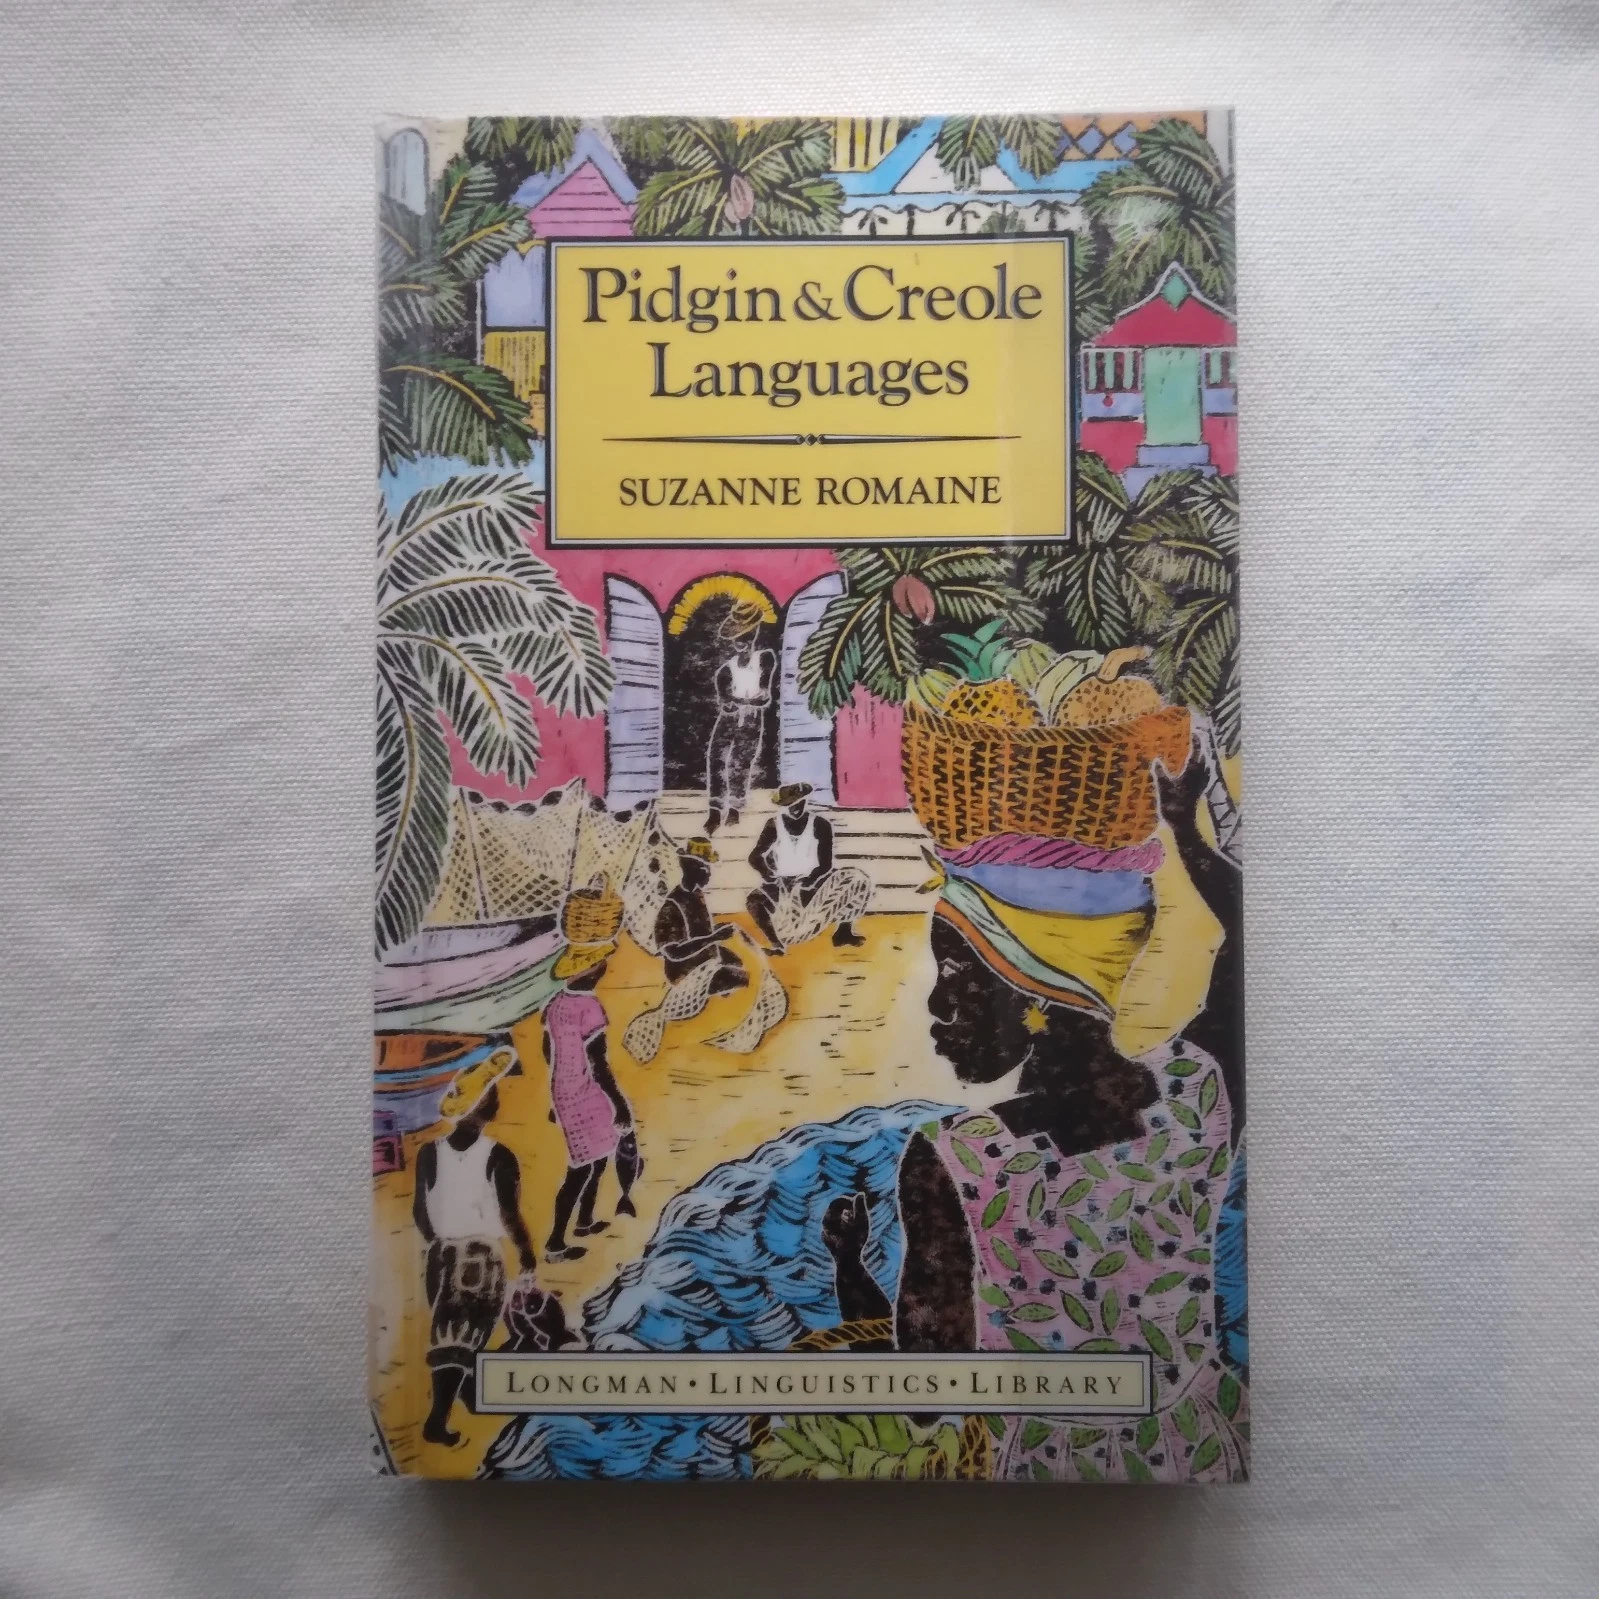 Pidgin & Creole
Languages
SUZANNE ROMAINE
LONGMAN • LINGUISTICS • LIBRARY